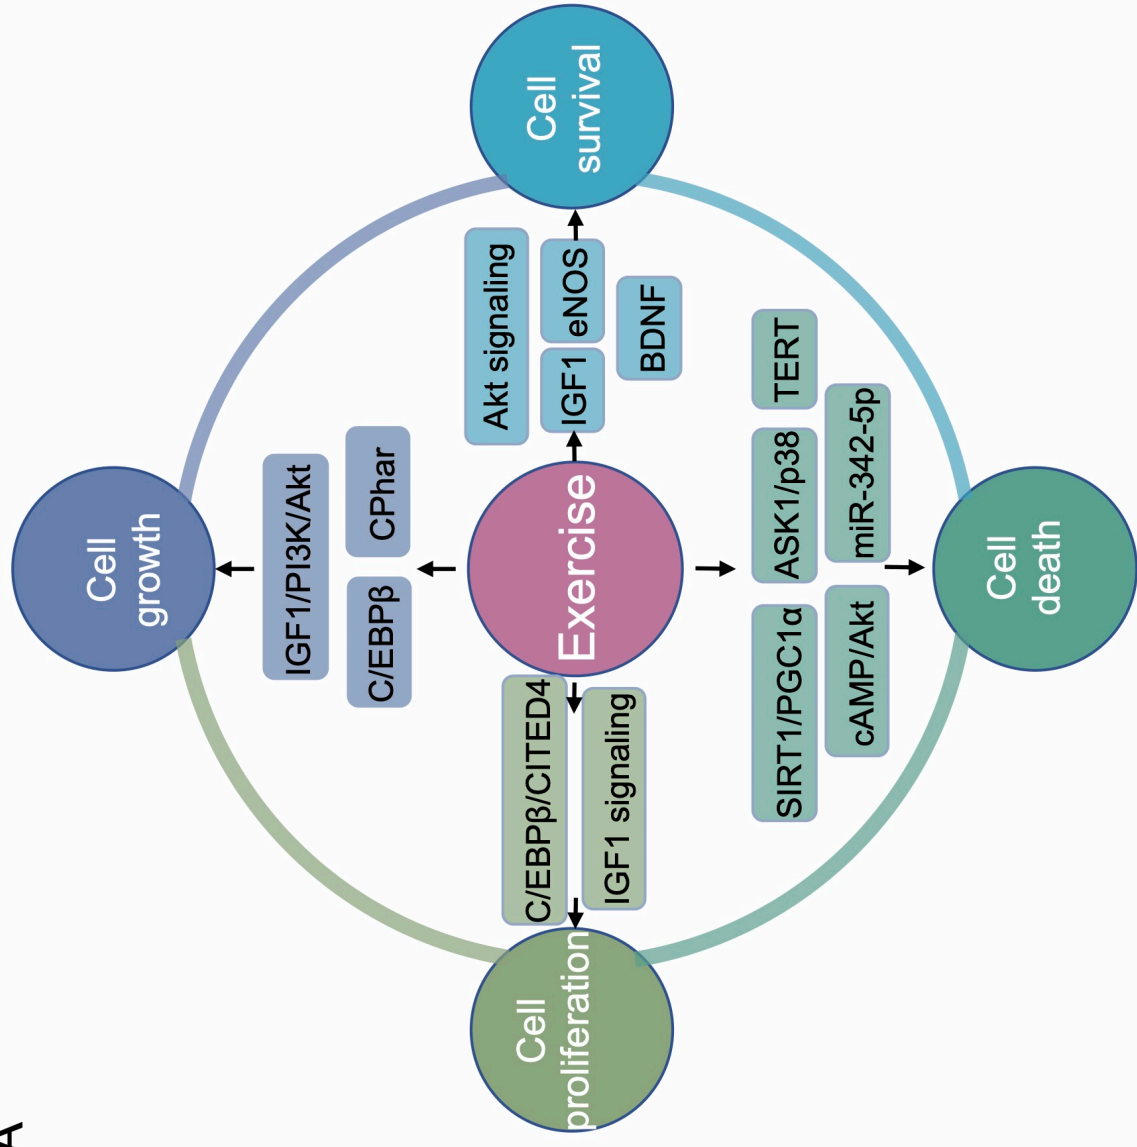 A
Cell
survival
Akt signaling
IGF1
eNOS
BDNF
Cell
growth
IGF1/PI3K/Akt
C/EBPβ
CPhar
Exercise
SIRT1/PGC1α
ASK1/p38
TERT
cAMP/Akt
miR-342-5p
Cell
death
C/EBPβ/CITED4
IGF1 signaling
Cell
proliferation